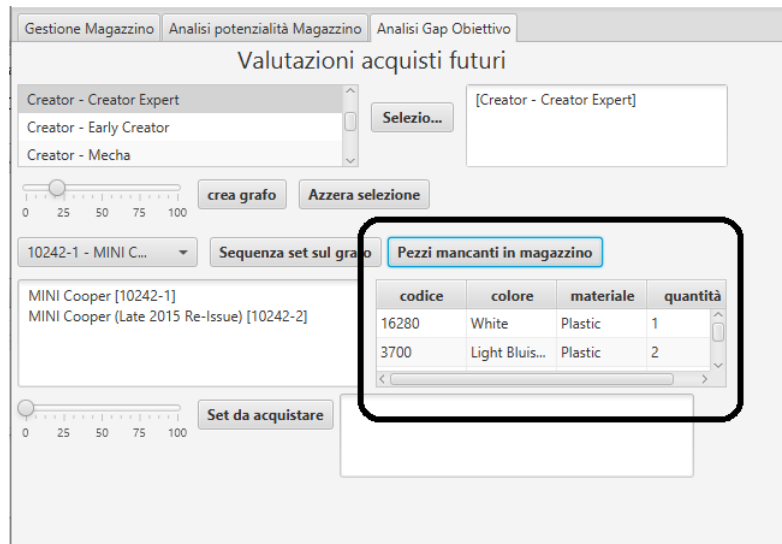 Gestione Magazzino Analisi potenzialità Magazzino Analisi Gap Obiettivo
Valutazioni acquisti futuri
Creator - Creator Expert
Creator - Early Creator
Creator - Mecha
Selezio...
[Creator - Creator Expert]
0 25 50 75 100
crea grafo
Azzera selezione
10242-1 - MINI C...
Sequenza set sul grafo
Pezzi mancanti in magazzino
MINI Cooper [10242-1]
MINI Cooper (Late 2015 Re-Issue) [10242-2]
codice colore materiale quantità
16280 White Plastic 1
3700 Light Bluis... Plastic 2
0 25 50 75 100
Set da acquistare